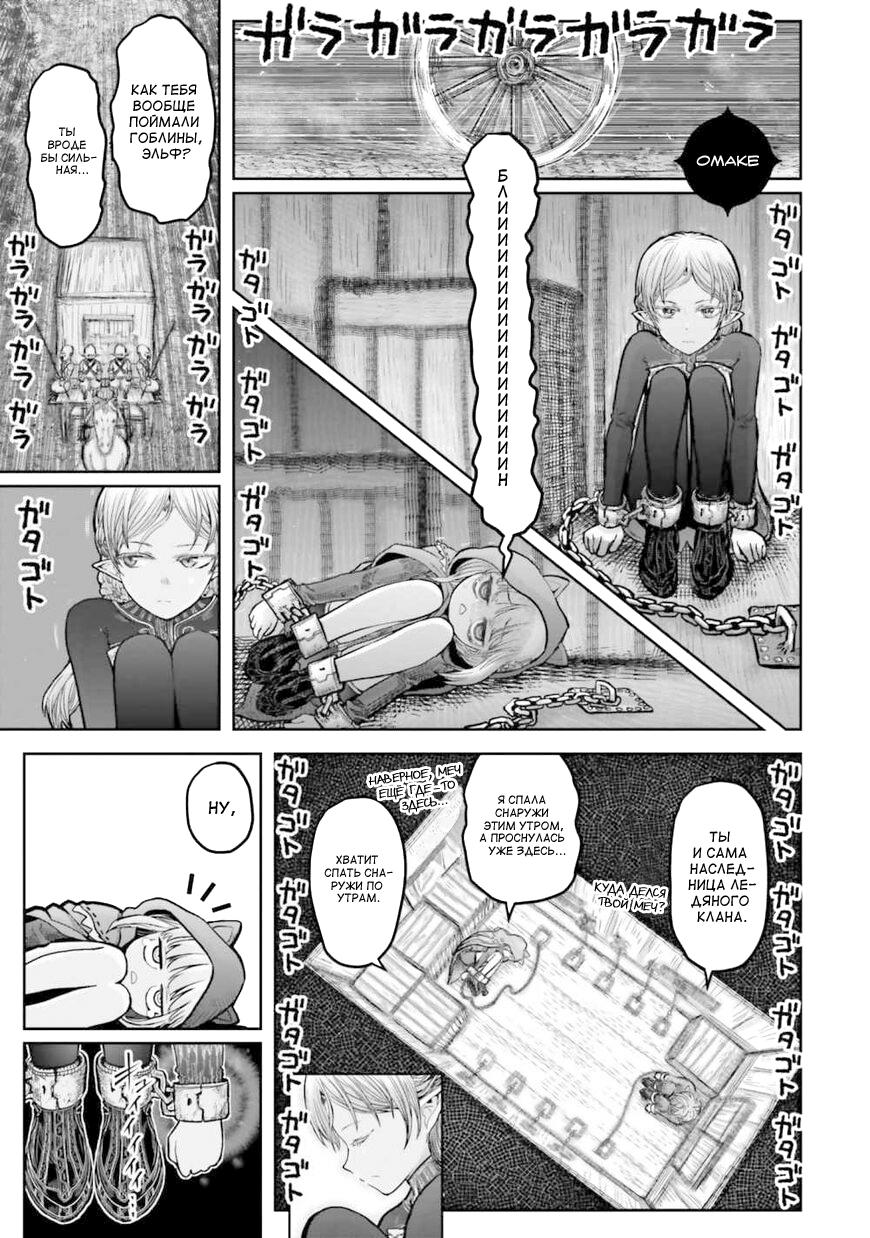 ガラガラガラガラガラ
OMAKE
БЛИИИИИИИИИИИИИИИИИИИН
ガタゴト
ガタゴト
ガタゴト
ガタゴト
ガタゴト
ガタゴト
КАК ТЕБЯ
ВООБЩЕ
ПОЙМАЛИ
ГОБЛИНЫ,
ЭЛЬФ?
ТЫ
ВРОДЕ
БЫ СИЛЬ-
НАЯ...
ガラガラガラガラ
ガラガラガラガラ
ガタゴト
ТЫ
И САМА
НАСЛЕД-
НИЦА ЛЕ-
ДЯНОГО
КЛАНА.
КУДА ДЕЛСЯ
ТВОЙ МЕЧ?
Я СПАЛА
СНАРУЖИ
ЭТИМ УТРОМ,
А ПРОСНУЛАСЬ
УЖЕ ЗДЕСЬ...
НАВЕРНОЕ, МЕЧ
ЕЩЁ ГДЕ-ТО
ЗДЕСЬ...
ХВАТИТ
СПАТЬ СНА-
РУЖИ ПО
УТРАМ.
ガタゴト
ガタゴト
ガタゴト
ガタゴト
НУ,